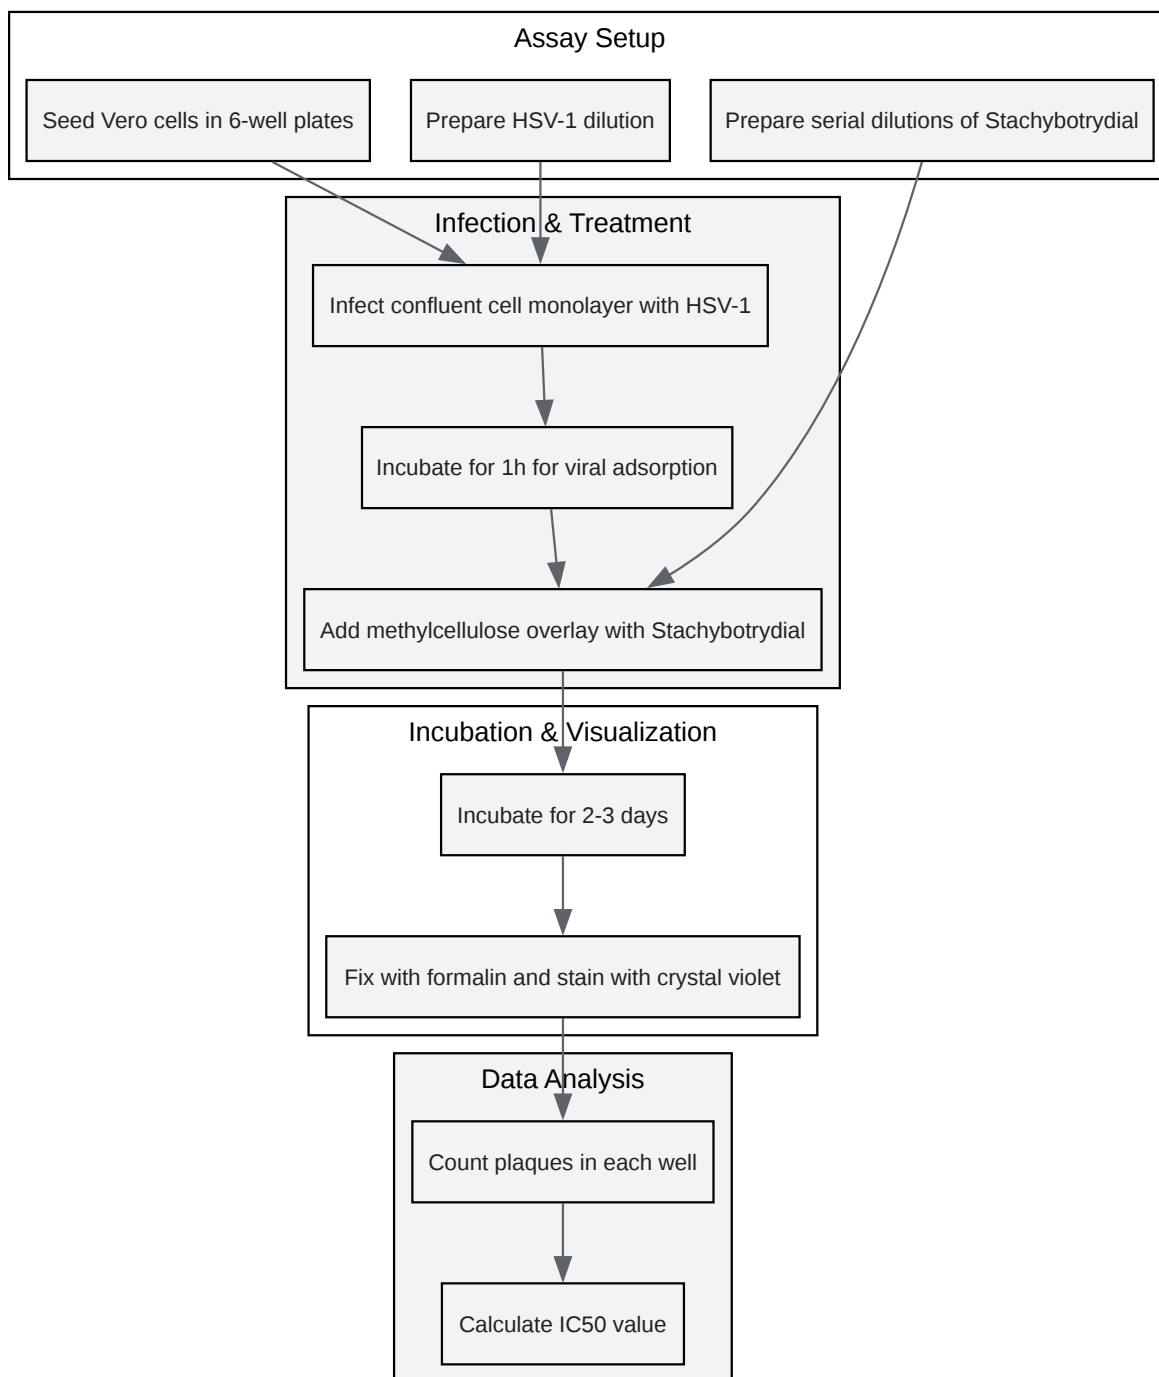 Assay Setup
Seed Vero cells in 6-well plates
Prepare HSV-1 dilution
Prepare serial dilutions of Stachybotrydial
Infection & Treatment
Infect confluent cell monolayer with HSV-1
Incubate for 1h for viral adsorption
Add methylcellulose overlay with Stachybotrydial
Incubation & Visualization
Incubate for 2-3 days
Fix with formalin and stain with crystal violet
Data Analysis
Count plaques in each well
Calculate IC50 value